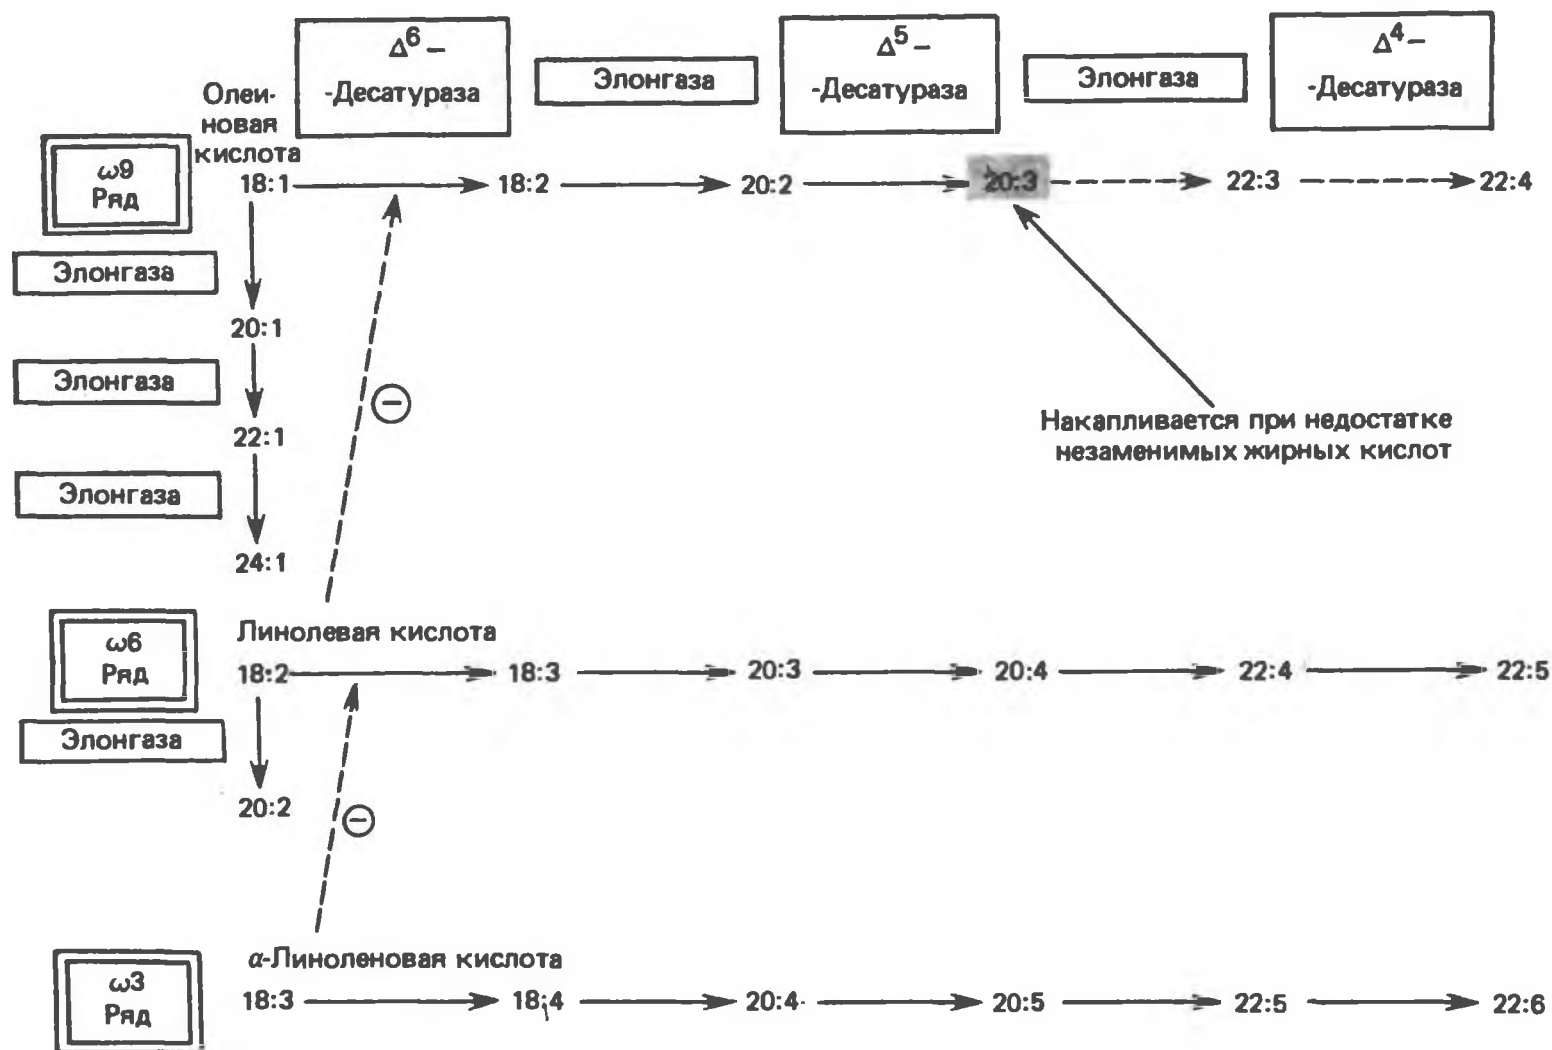 Δ⁶–
-Десатураза
Элонгаза
Δ⁵–
-Десатураза
Элонгаза
Δ⁴–
-Десатураза
Олеи-
новая
кислота
ω9
Ряд
18:1
18:2
20:2
20:3
22:3
22:4
Элонгаза
20:1
Элонгаза
22:1
Накапливается при недостатке
незаменимых жирных кислот
Элонгаза
24:1
ω6
Ряд
Линолевая кислота
18:2
18:3
20:3
20:4
22:4
22:5
Элонгаза
20:2
ω3
Ряд
α-Линоленовая кислота
18:3
18:4
20:4
20:5
22:5
22:6